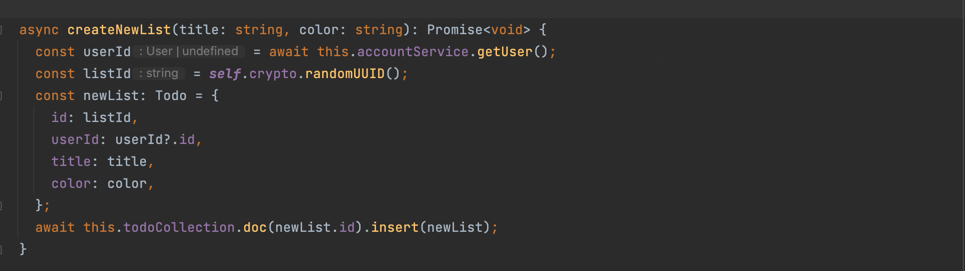 async createNewList(title: string, color: string): Promise<void> {
const userId : User | undefined = await this.accountService.getUser();
const listId : string = self.crypto.randomUUID();
const newList: Todo = {
id: listId,
userId: userId?.id,
title: title,
color: color,
};
await this.todoCollection.doc(newList.id).insert(newList);
}